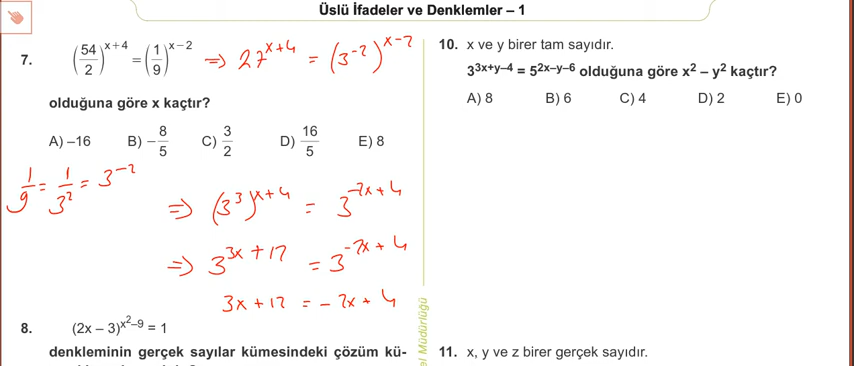 Üslü İfadeler ve Denklemler – 1
7. (54/2)^(x+4) = (1/9)^(x–2) ⇒ 27^(x+4) = (3^-2)^(x-2)
olduğuna göre x kaçtır?
A) –16 B) –8/5 C) 3/2 D) 16/5 E) 8
1/9 = 1/3² = 3^-2
⇒ (3³)^(x+4) = 3^(-2x+4)
⇒ 3^(3x+12) = 3^(-2x+4)
3x+12 = -2x+4
8. (2x – 3)^(x²–9) = 1
denkleminin gerçek sayılar kümesindeki çözüm kü-
10. x ve y birer tam sayıdır.
3^(3x+y–4) = 5^(2x–y–6) olduğuna göre x² – y² kaçtır?
A) 8 B) 6 C) 4 D) 2 E) 0
el Müdürlüğü
11. x, y ve z birer gerçek sayıdır.